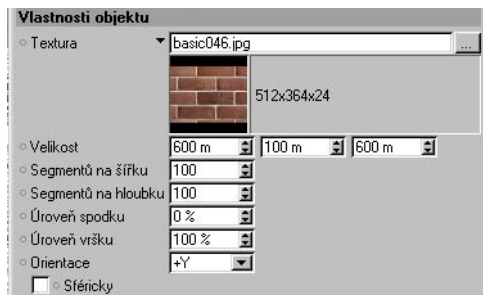 Vlastnosti objektu
Textura basic046.jpg ...
512x364x24
Velikost 600 m 100 m 600 m
Segmentů na šířku 100
Segmentů na hloubku 100
Úroveň spodku 0 %
Úroveň vršku 100 %
Orientace +Y
Sféricky